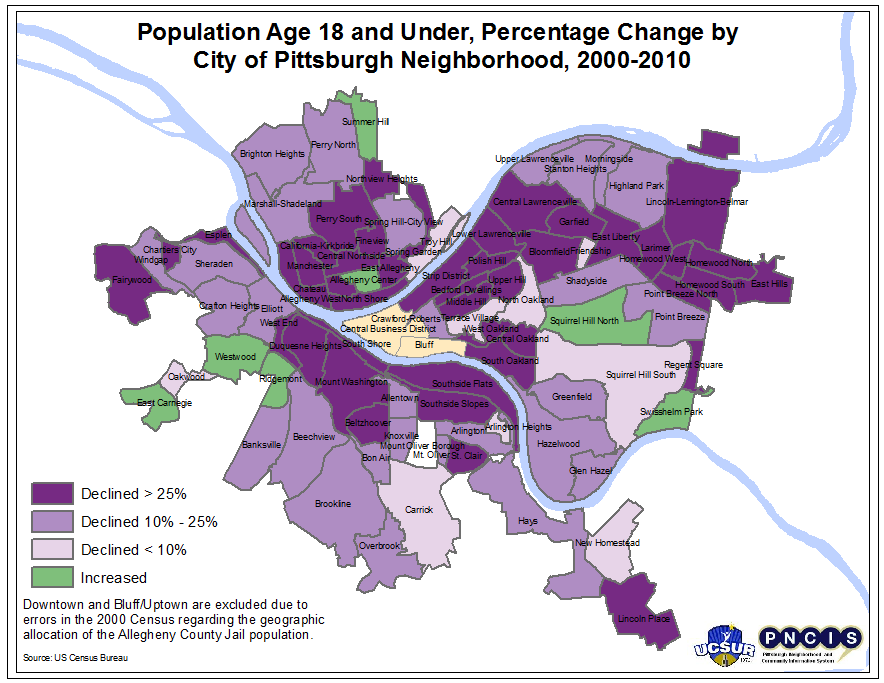 Population Age 18 and Under, Percentage Change by
City of Pittsburgh Neighborhood, 2000-2010
Summer Hill
Perry North
Brighton Heights
Northview Heights
Marshall-Shadeland
Perry South
Spring Hill-City View
Troy Hill
Fineview
California-Kirkbride
Central Northside
Spring Garden
Manchester
East Allegheny
Allegheny Center
Chateau
Allegheny West
North Shore
Upper Lawrenceville
Morningside
Stanton Heights
Highland Park
Lincoln-Lemington-Belmar
Central Lawrenceville
Garfield
Lower Lawrenceville
East Liberty
Larimer
Bloomfield
Friendship
Homewood West
Homewood North
Polish Hill
Strip District
Upper Hill
Shadyside
Homewood South
East Hills
Bedford Dwellings
Point Breeze North
Middle Hill
North Oakland
Crawford-Roberts
Terrace Village
Point Breeze
Squirrel Hill North
Central Business District
West Oakland
Central Oakland
Bluff
South Oakland
Regent Square
Squirrel Hill South
Swisshelm Park
Greenfield
Hazelwood
Glen Hazel
Esplen
Chartiers City
Windgap
Sheraden
Fairywood
Crafton Heights
Elliott
West End
Duquesne Heights
South Shore
Westwood
Oakwood
Ridgemont
East Carnegie
Mount Washington
Southside Flats
Allentown
Southside Slopes
Beltzhoover
Arlington
Arlington Heights
Knoxville
Mount Oliver Borough
Mt. Oliver
St. Clair
Bon Air
Beechview
Banksville
Brookline
Carrick
Overbrook
Hays
New Homestead
Lincoln Place
Declined > 25%
Declined 10% - 25%
Declined < 10%
Increased
Downtown and Bluff/Uptown are excluded due to
errors in the 2000 Census regarding the geographic
allocation of the Allegheny County Jail population.
Source: US Census Bureau
UCSUR
1972
PNCIS
Pittsburgh Neighborhood and
Community Information System